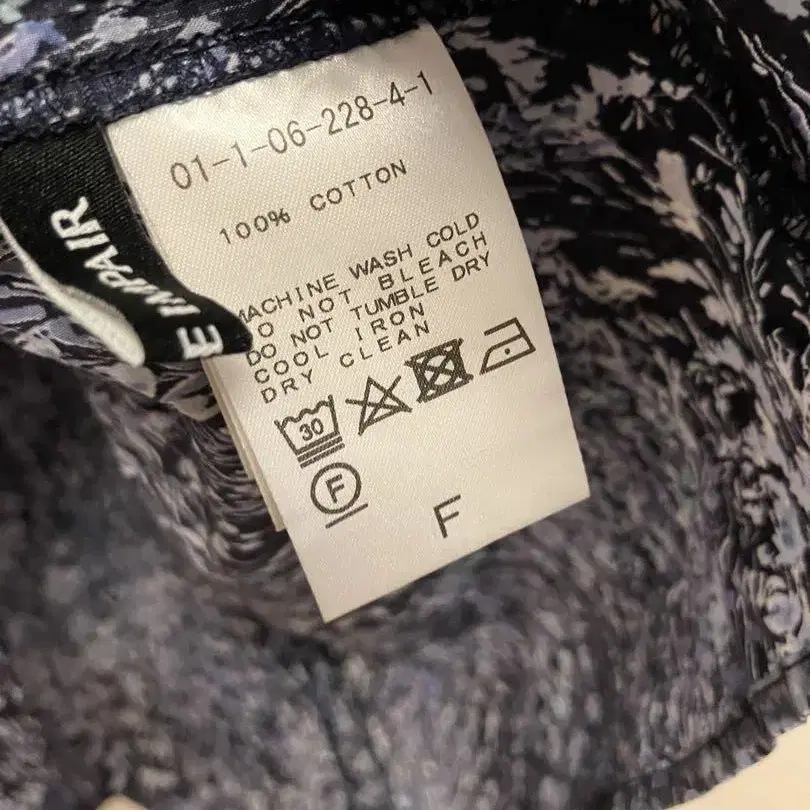 01-1-06-228-4-1
100% COTTON
MACHINE WASH COLD
DO NOT BLEACH
DO NOT TUMBLE DRY
COOL IRON
DRY CLEAN
30
F
F
E IMPAIR